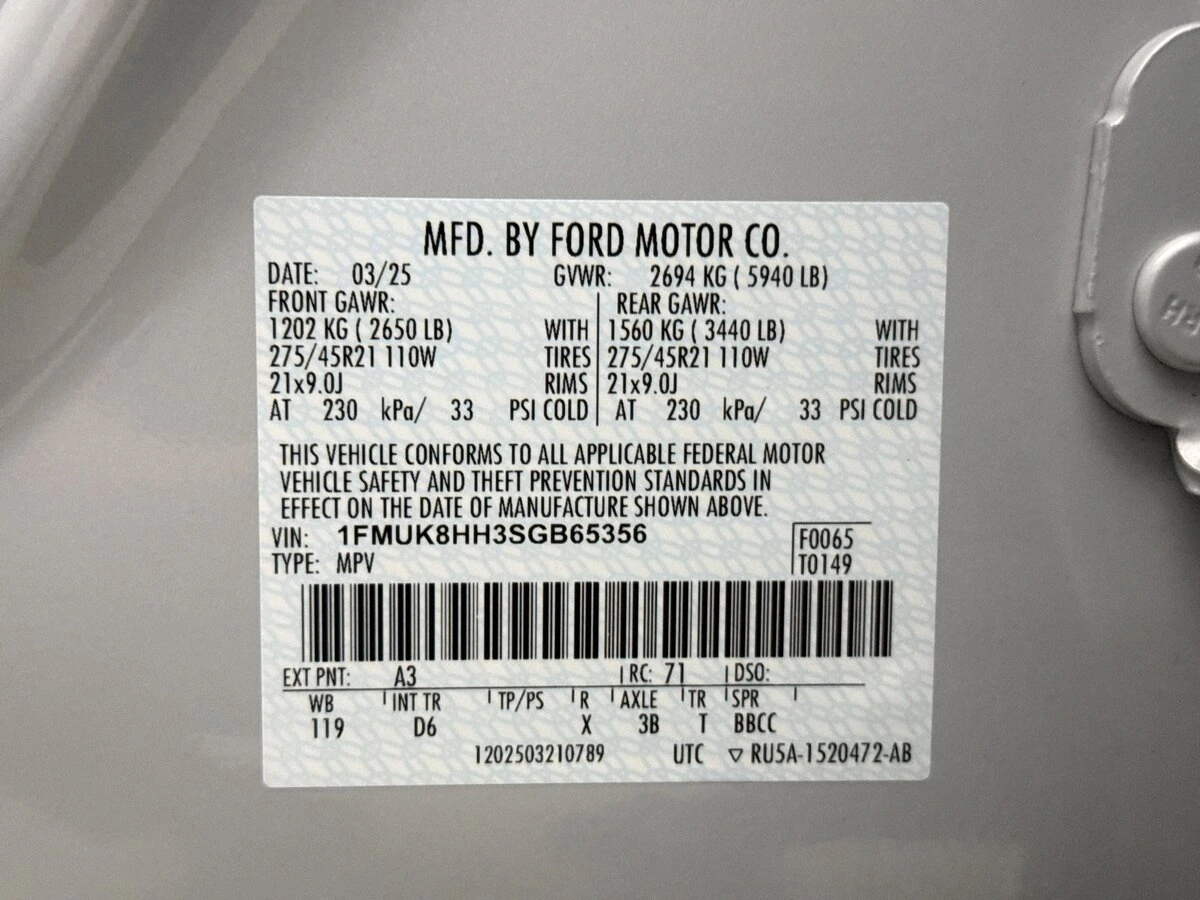 MFD. BY FORD MOTOR CO.
DATE: 03/25 GVWR: 2694 KG ( 5940 LB)
FRONT GAWR: REAR GAWR:
1202 KG ( 2650 LB) WITH 1560 KG ( 3440 LB) WITH
275/45R21 110W TIRES 275/45R21 110W TIRES
21x9.0J RIMS 21x9.0J RIMS
AT 230 kPa/ 33 PSI COLD AT 230 kPa/ 33 PSI COLD
THIS VEHICLE CONFORMS TO ALL APPLICABLE FEDERAL MOTOR
VEHICLE SAFETY AND THEFT PREVENTION STANDARDS IN
EFFECT ON THE DATE OF MANUFACTURE SHOWN ABOVE.
VIN: 1FMUK8HH3SGB65356 F0065
TYPE: MPV T0149
EXT PNT: A3 RC: 71 DSO:
WB INT TR TP/PS R AXLE TR SPR
119 D6 X 3B T BBCC
1202503210789 UTC ▽ RU5A-1520472-AB